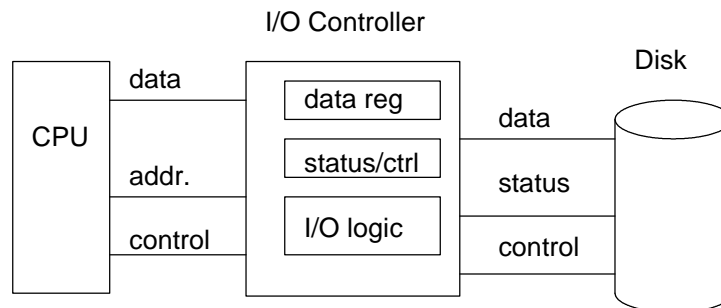 I/O Controller
Disk
CPU
data
addr.
control
data reg
status/ctrl
I/O logic
data
status
control